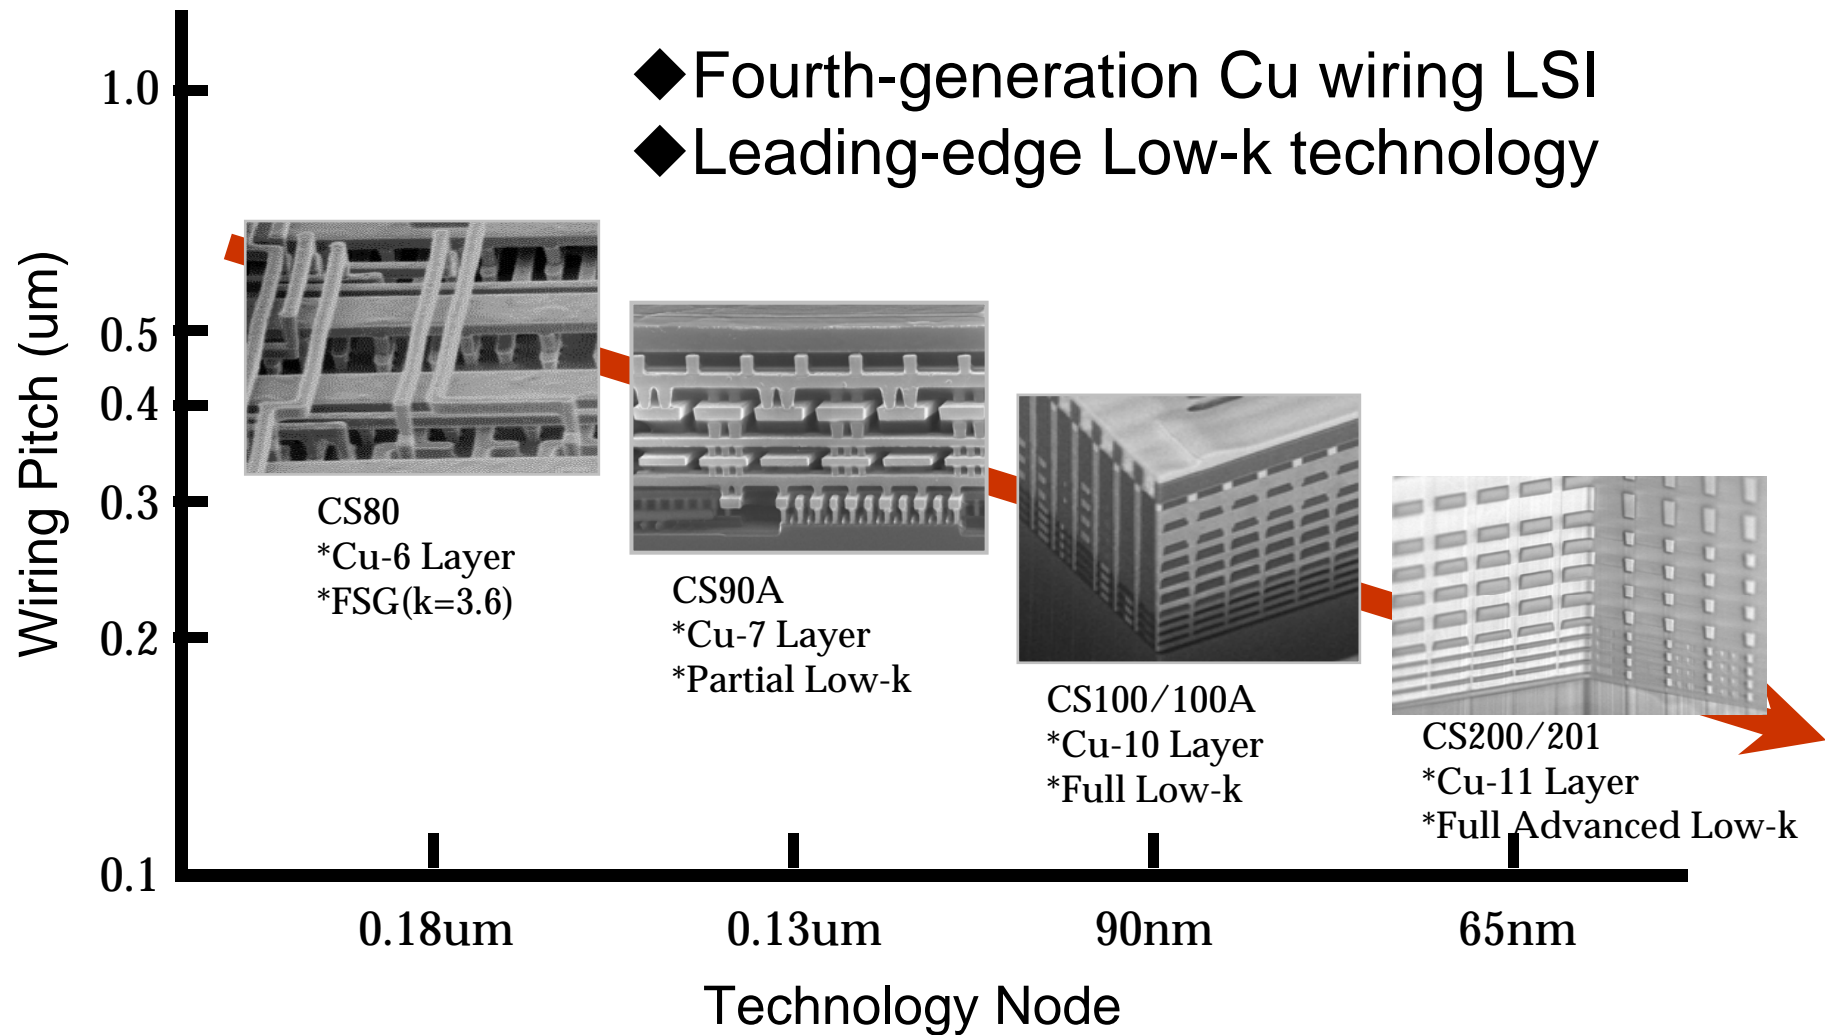 ◆Fourth-generation Cu wiring LSI
◆Leading-edge Low-k technology
Wiring Pitch (um)
1.0
0.5
0.4
0.3
0.2
0.1
CS80
*Cu-6 Layer
*FSG(k=3.6)
CS90A
*Cu-7 Layer
*Partial Low-k
CS100/100A
*Cu-10 Layer
*Full Low-k
CS200/201
*Cu-11 Layer
*Full Advanced Low-k
0.18um
0.13um
90nm
65nm
Technology Node